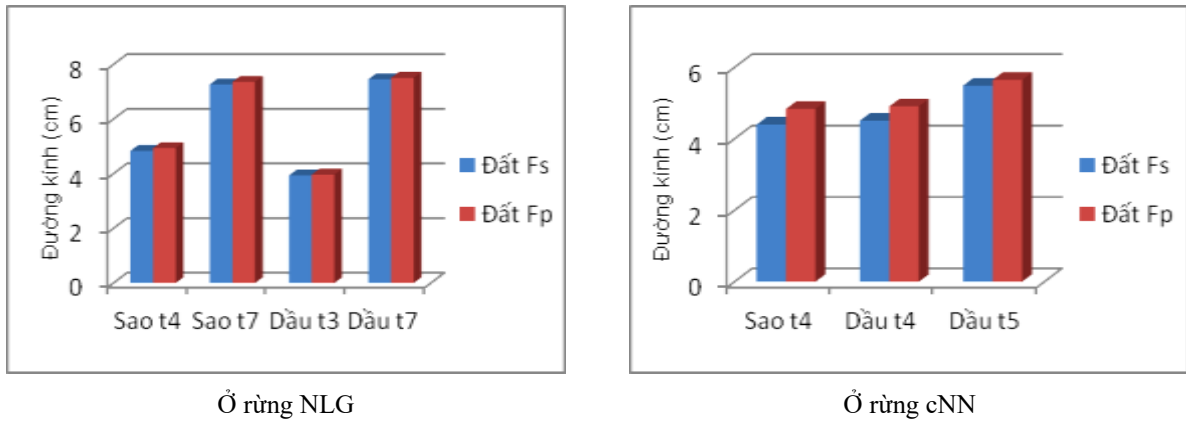 8
6
4
2
0
Đường kính (cm)
Sao t4 Sao t7 Dầu t3 Dầu t7
Đất Fs
Đất Fp
Ở rừng NLG
6
4
2
0
Đường kính (cm)
Sao t4 Dầu t4 Dầu t5
Đất Fs
Đất Fp
Ở rừng cNN